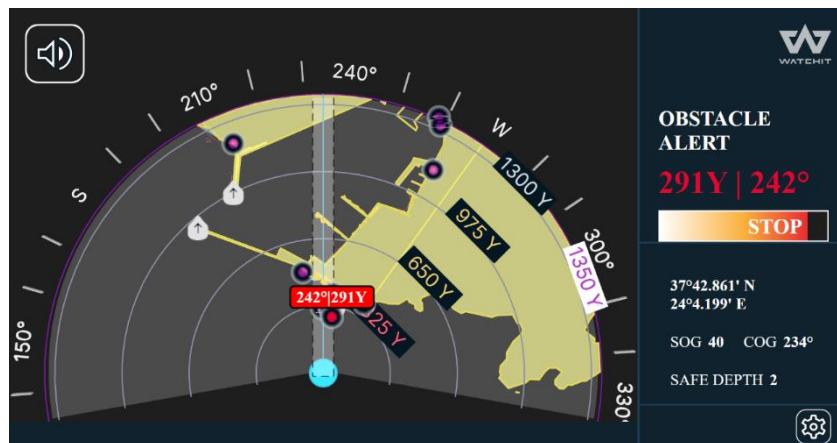 210°
240°
S
W
150°
300°
330°
1300 Y
975 Y
650 Y
1350 Y
242°|291Y
WATCHIT
OBSTACLE
ALERT
291Y | 242°
STOP
37°42.861' N
24°4.199' E
SOG 40 COG 234°
SAFE DEPTH 2